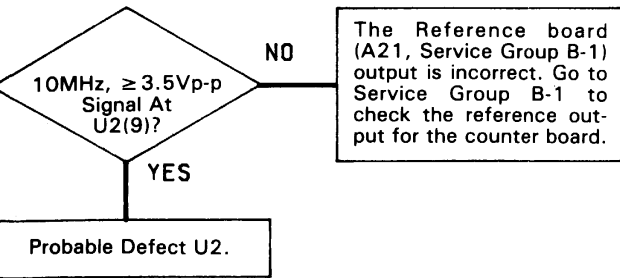 10MHz, ≥ 3.5Vp-p
Signal At
U2(9)?
NO
The Reference board
(A21, Service Group B-1)
output is incorrect. Go to
Service Group B-1 to
check the reference out-
put for the counter board.
YES
Probable Defect U2.